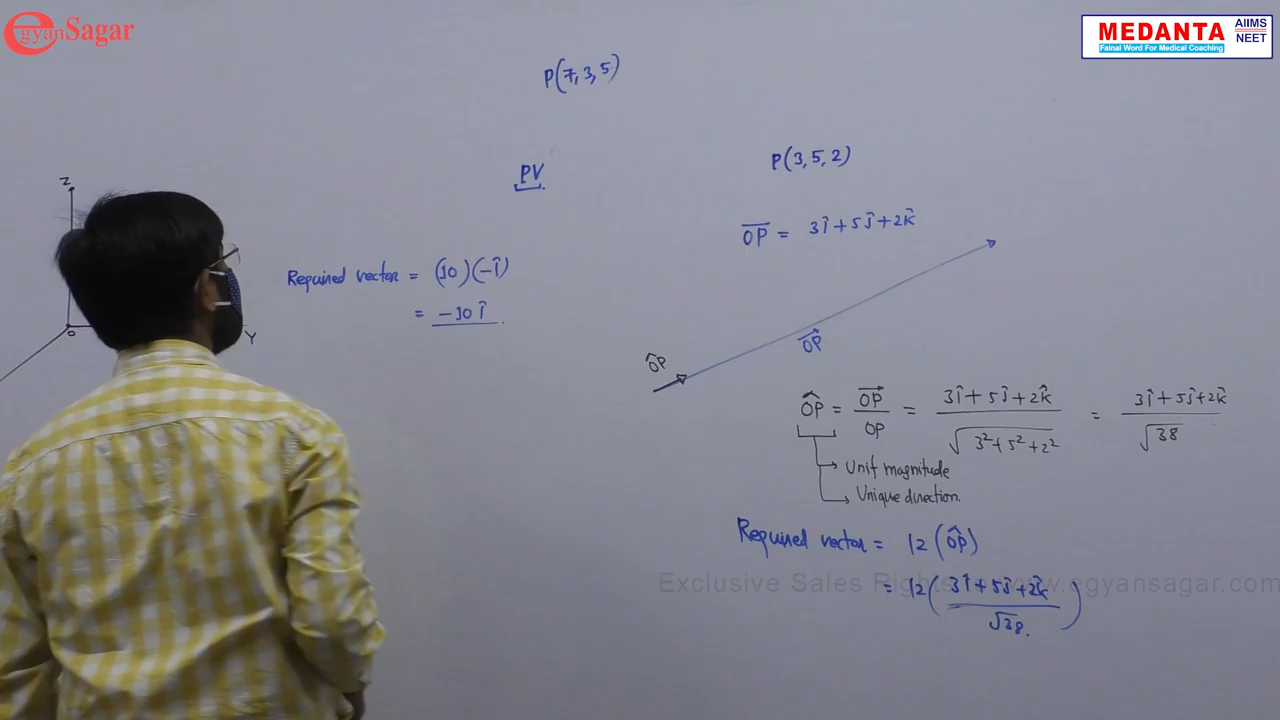 egyanSagar
MEDANTA AIIMS NEET
Fainal Word For Medical Coaching
P(7,3,5)
PV
P(3,5,2)
Z
O
Y
OP = 3î+5ĵ+2k̂
Required vector = (10)(-î)
= -10î
ÔP
OP
ÔP = OP/OP = 3î+5ĵ+2k̂/√3²+5²+2² = 3î+5ĵ+2k̂/√38
Unit magnitude
Unique direction.
Required vector = 12(ÔP)
= 12(3î+5ĵ+2k̂/√38.)
Exclusive Sales Rights www.egyansagar.com